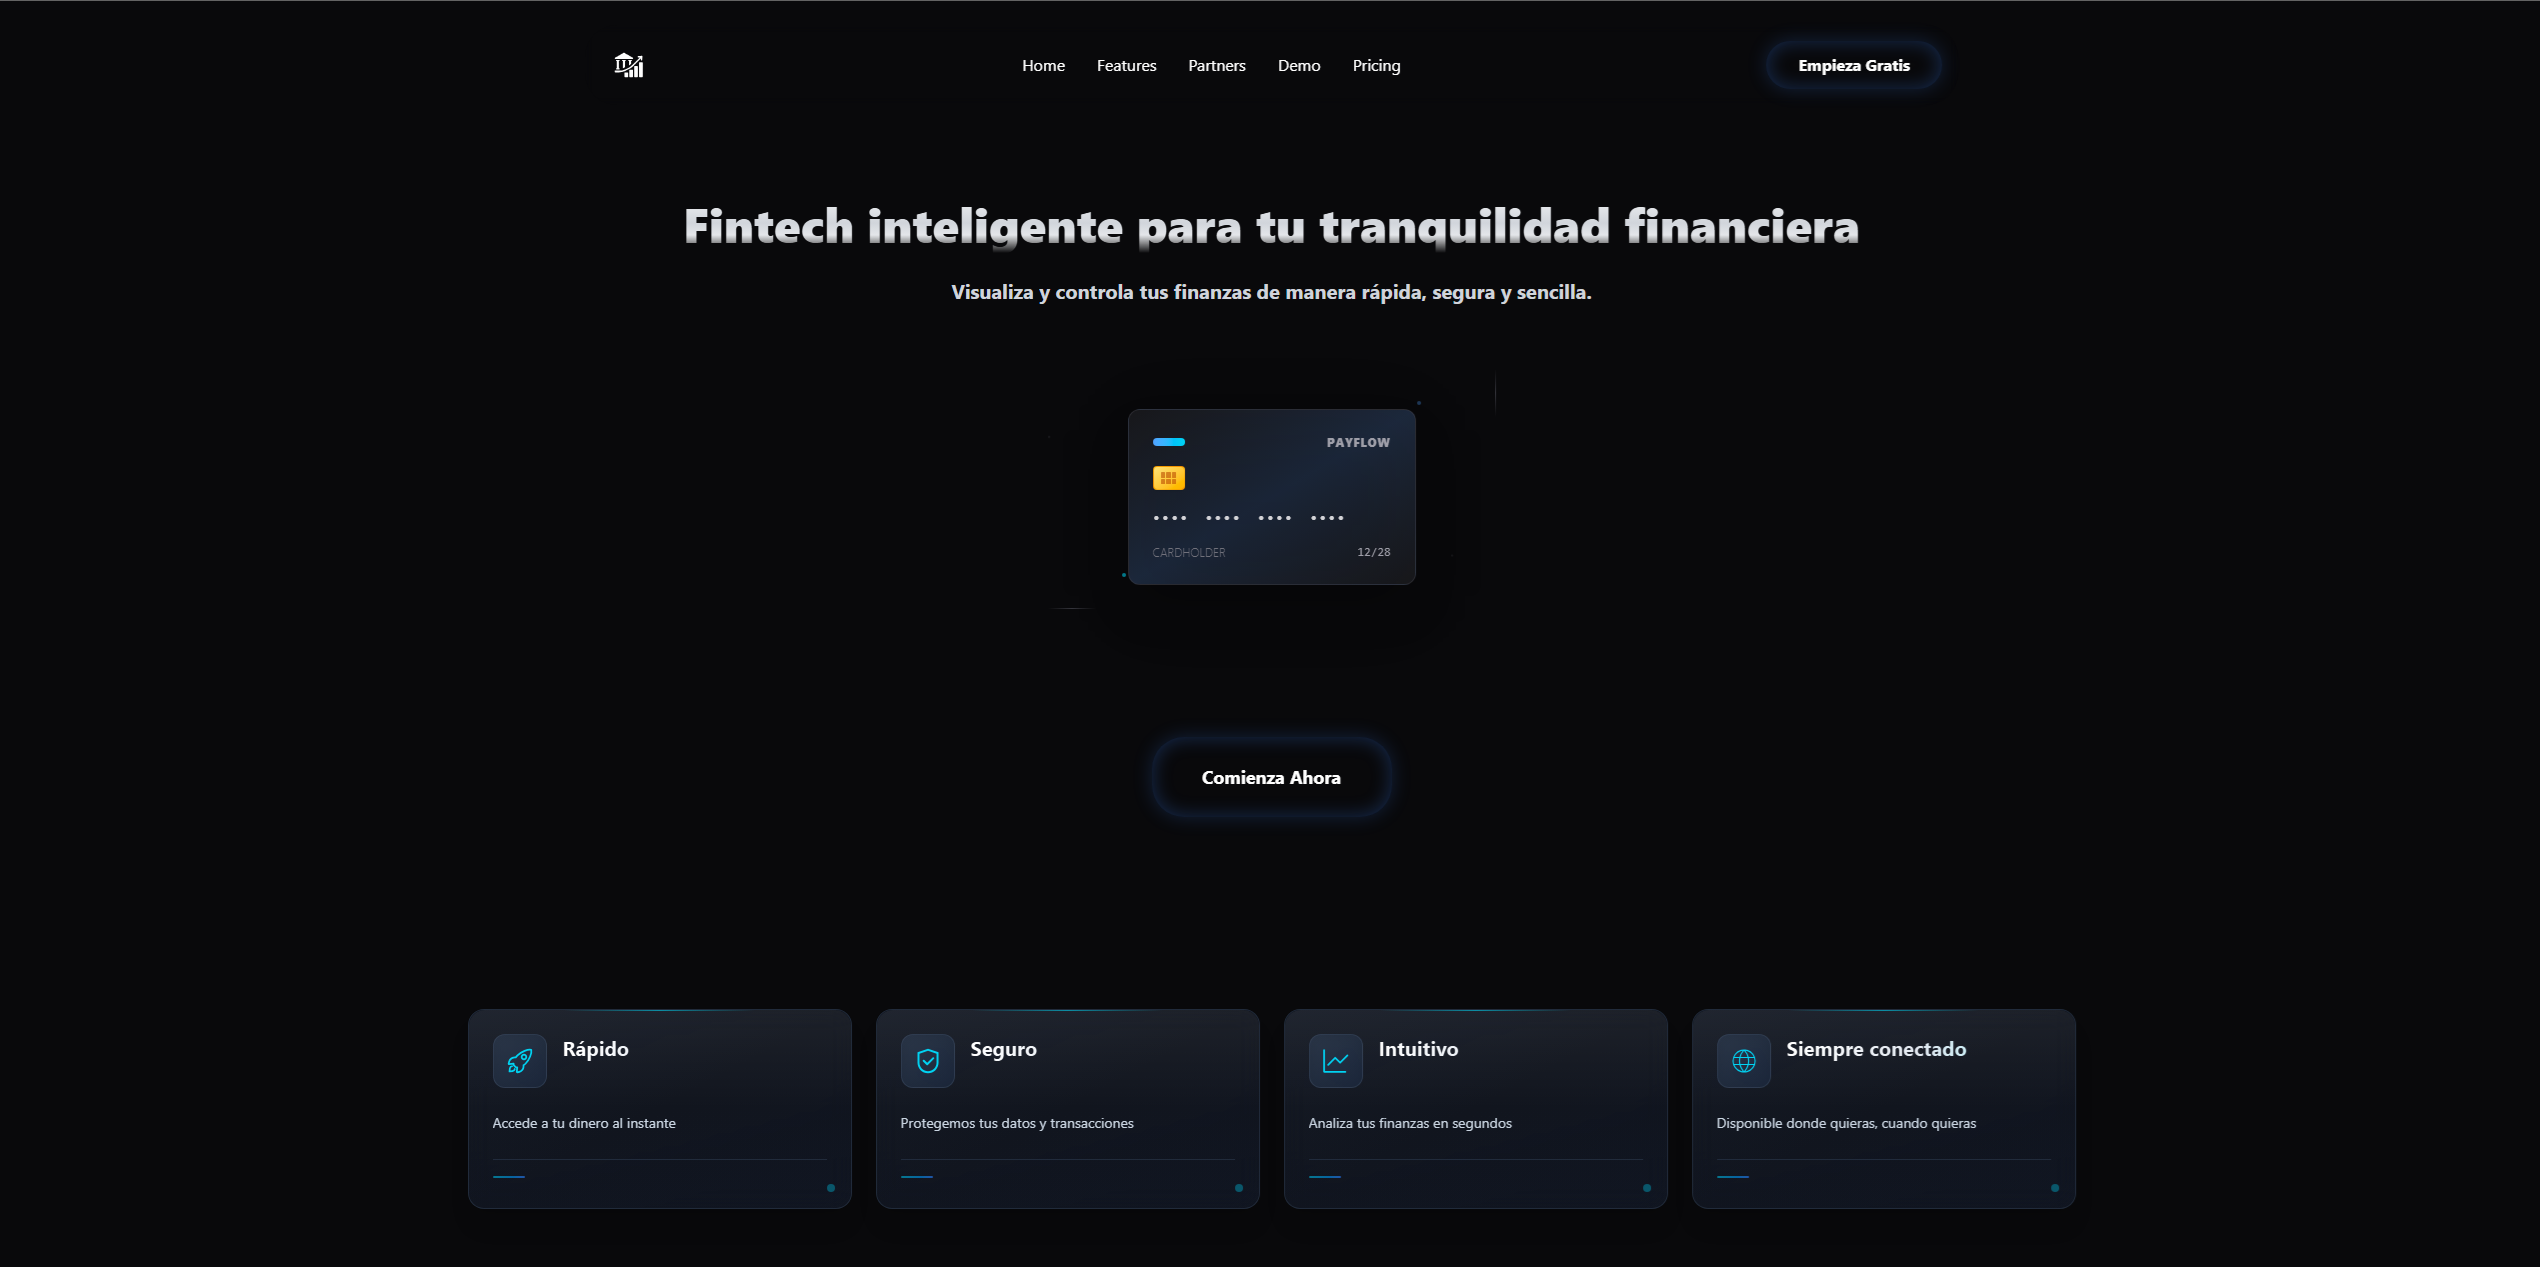 Home Features Partners Demo Pricing Empieza Gratis
Fintech inteligente para tu tranquilidad financiera
Visualiza y controla tus finanzas de manera rápida, segura y sencilla.
PAYFLOW
•••• •••• •••• ••••
CARDHOLDER 12/28
Comienza Ahora
Rápido
Accede a tu dinero al instante
Seguro
Protegemos tus datos y transacciones
Intuitivo
Analiza tus finanzas en segundos
Siempre conectado
Disponible donde quieras, cuando quieras